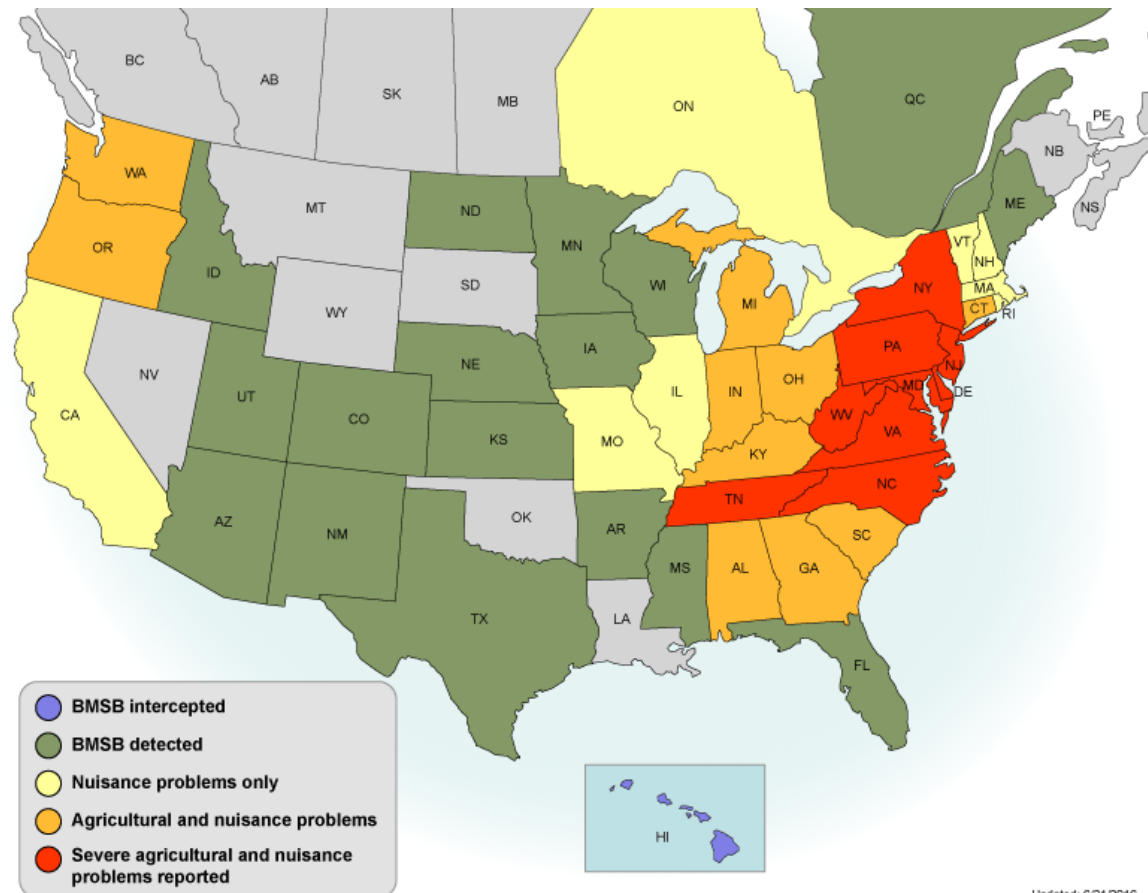 BC
AB
SK
MB
ON
QC
PE
NB
NS
WA
MT
ND
MN
ME
OR
ID
SD
WI
VT
NH
WY
MI
NY
MA
CT
RI
NV
NE
IA
PA
NJ
CA
UT
CO
KS
MO
IL
IN
OH
WV
MD
DE
KY
VA
AZ
NM
OK
AR
TN
NC
TX
LA
MS
AL
GA
SC
FL
HI
BMSB intercepted
BMSB detected
Nuisance problems only
Agricultural and nuisance problems
Severe agricultural and nuisance
problems reported